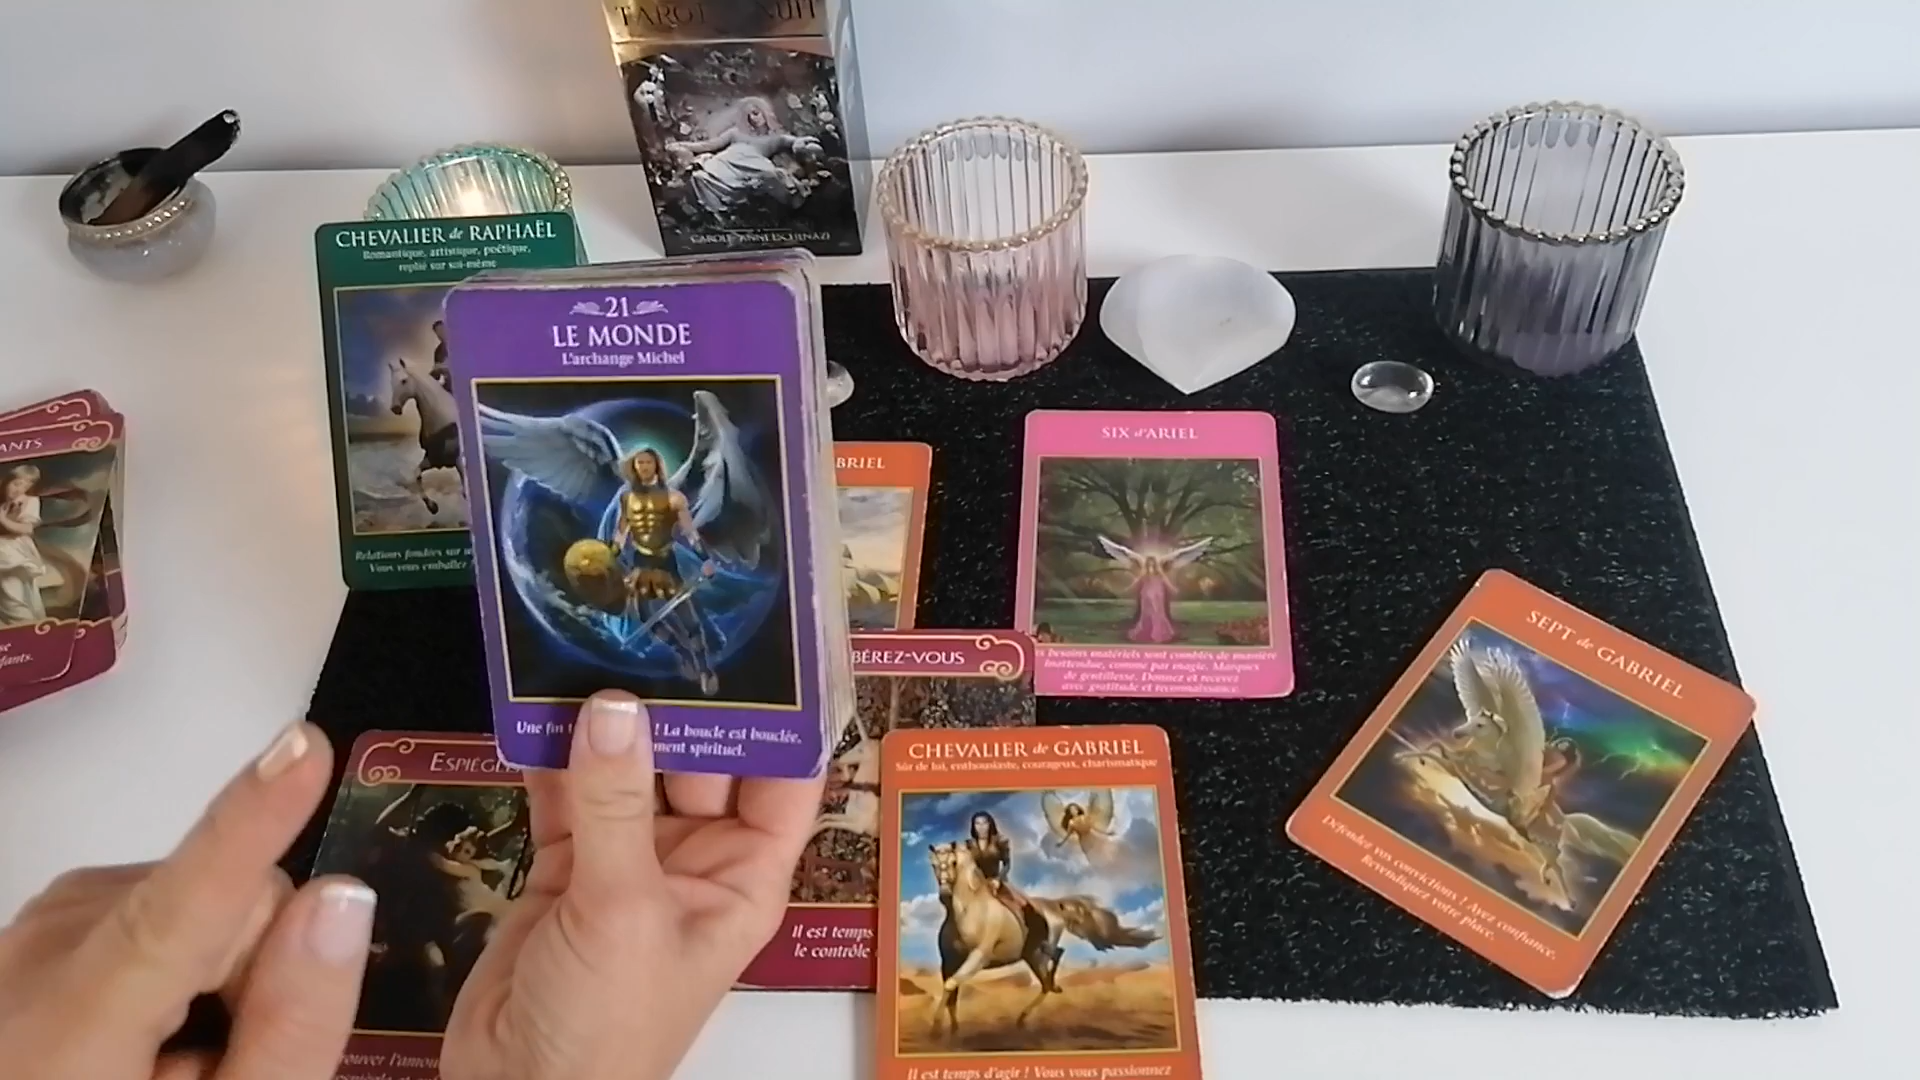 TAROT NUIT
CAROLE-ANNE ESCHENAZI
CHEVALIER de RAPHAËL
Romantique, artistique, poétique,
replié sur soi-même
Relations fondées sur
Vous vous emballez
21
LE MONDE
L'archange Michel
Une fin ! La boucle est bouclée.
ment spirituel.
ANTS
fants.
BRIEL
SIX d'ARIEL
s besoins matériels sont comblés de manière
inattendue, comme par magie. Marques
de gentillesse. Donnez et recevez
avec gratitude et reconnaissance.
SEPT de GABRIEL
Défendez vos convictions ! Ayez confiance.
Revendiquez votre place.
BÉREZ-VOUS
Il est temps
le contrôle
ESPIÈGLE
rouver l'amou
CHEVALIER de GABRIEL
Sûr de lui, enthousiaste, courageux, charismatique
Il est temps d'agir ! Vous vous passionnez